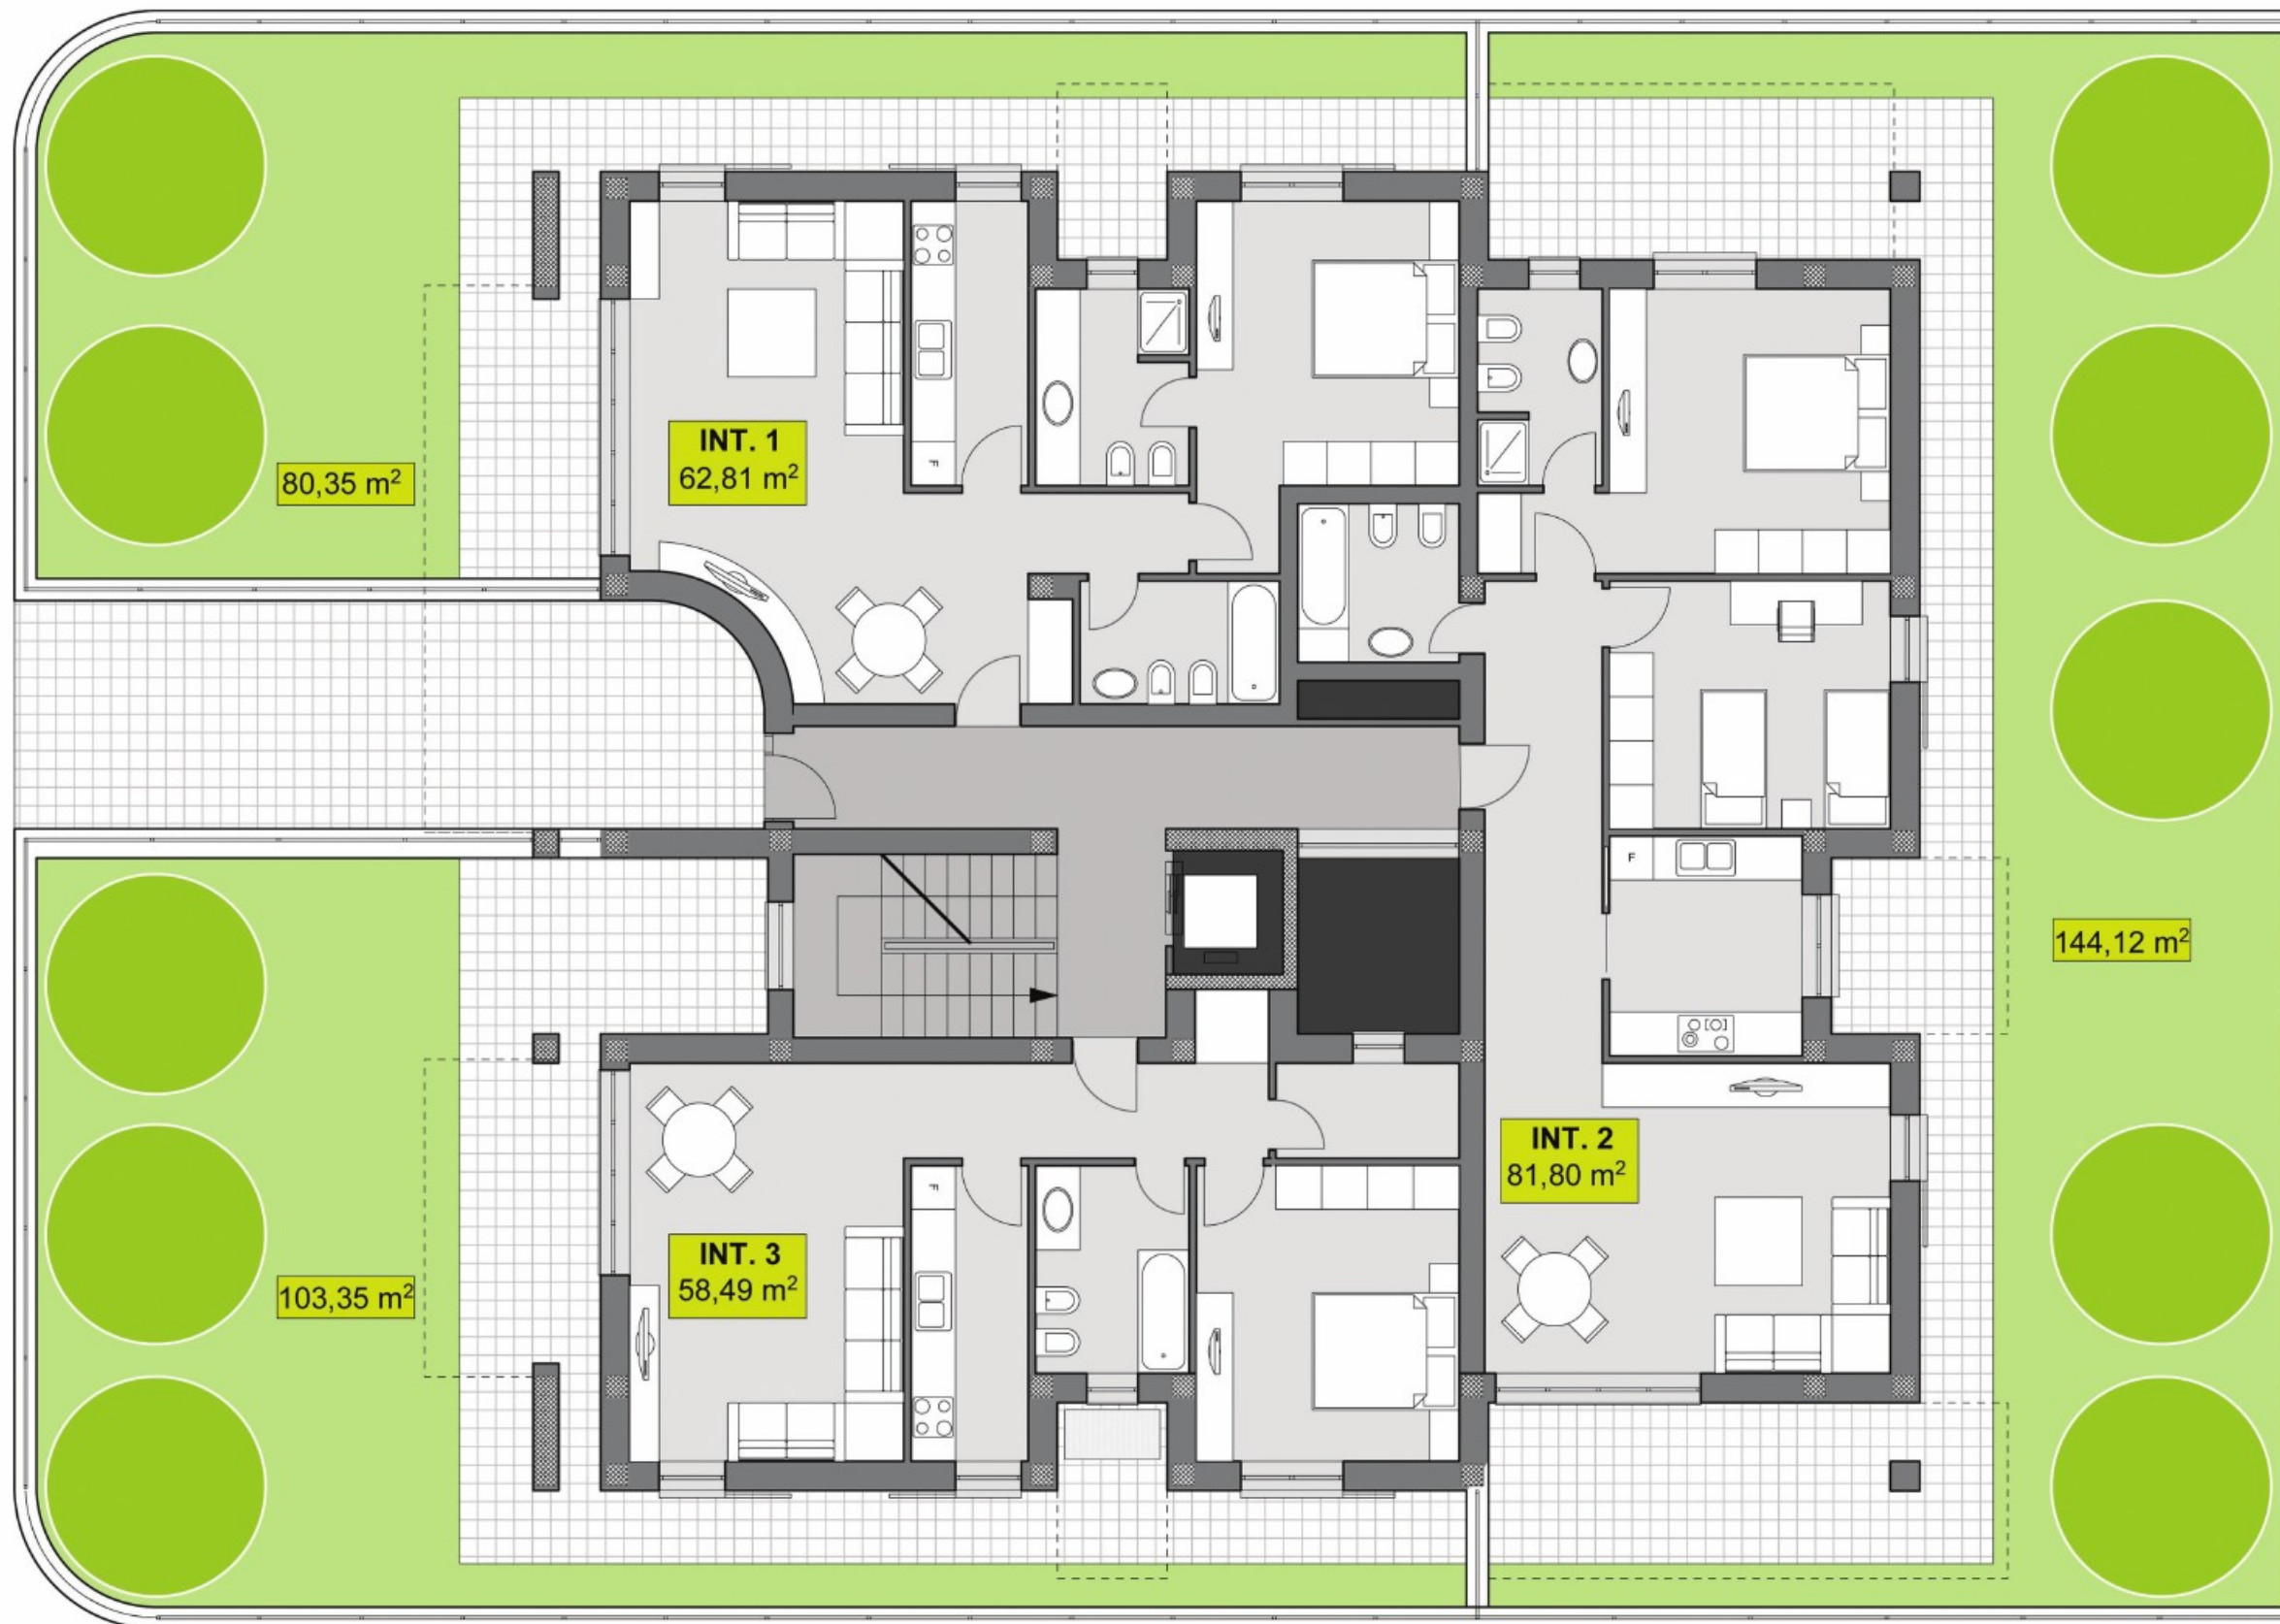 INT. 1
62,81 m²
80,35 m²
F
F
144,12 m²
INT. 2
81,80 m²
F
INT. 3
58,49 m²
103,35 m²